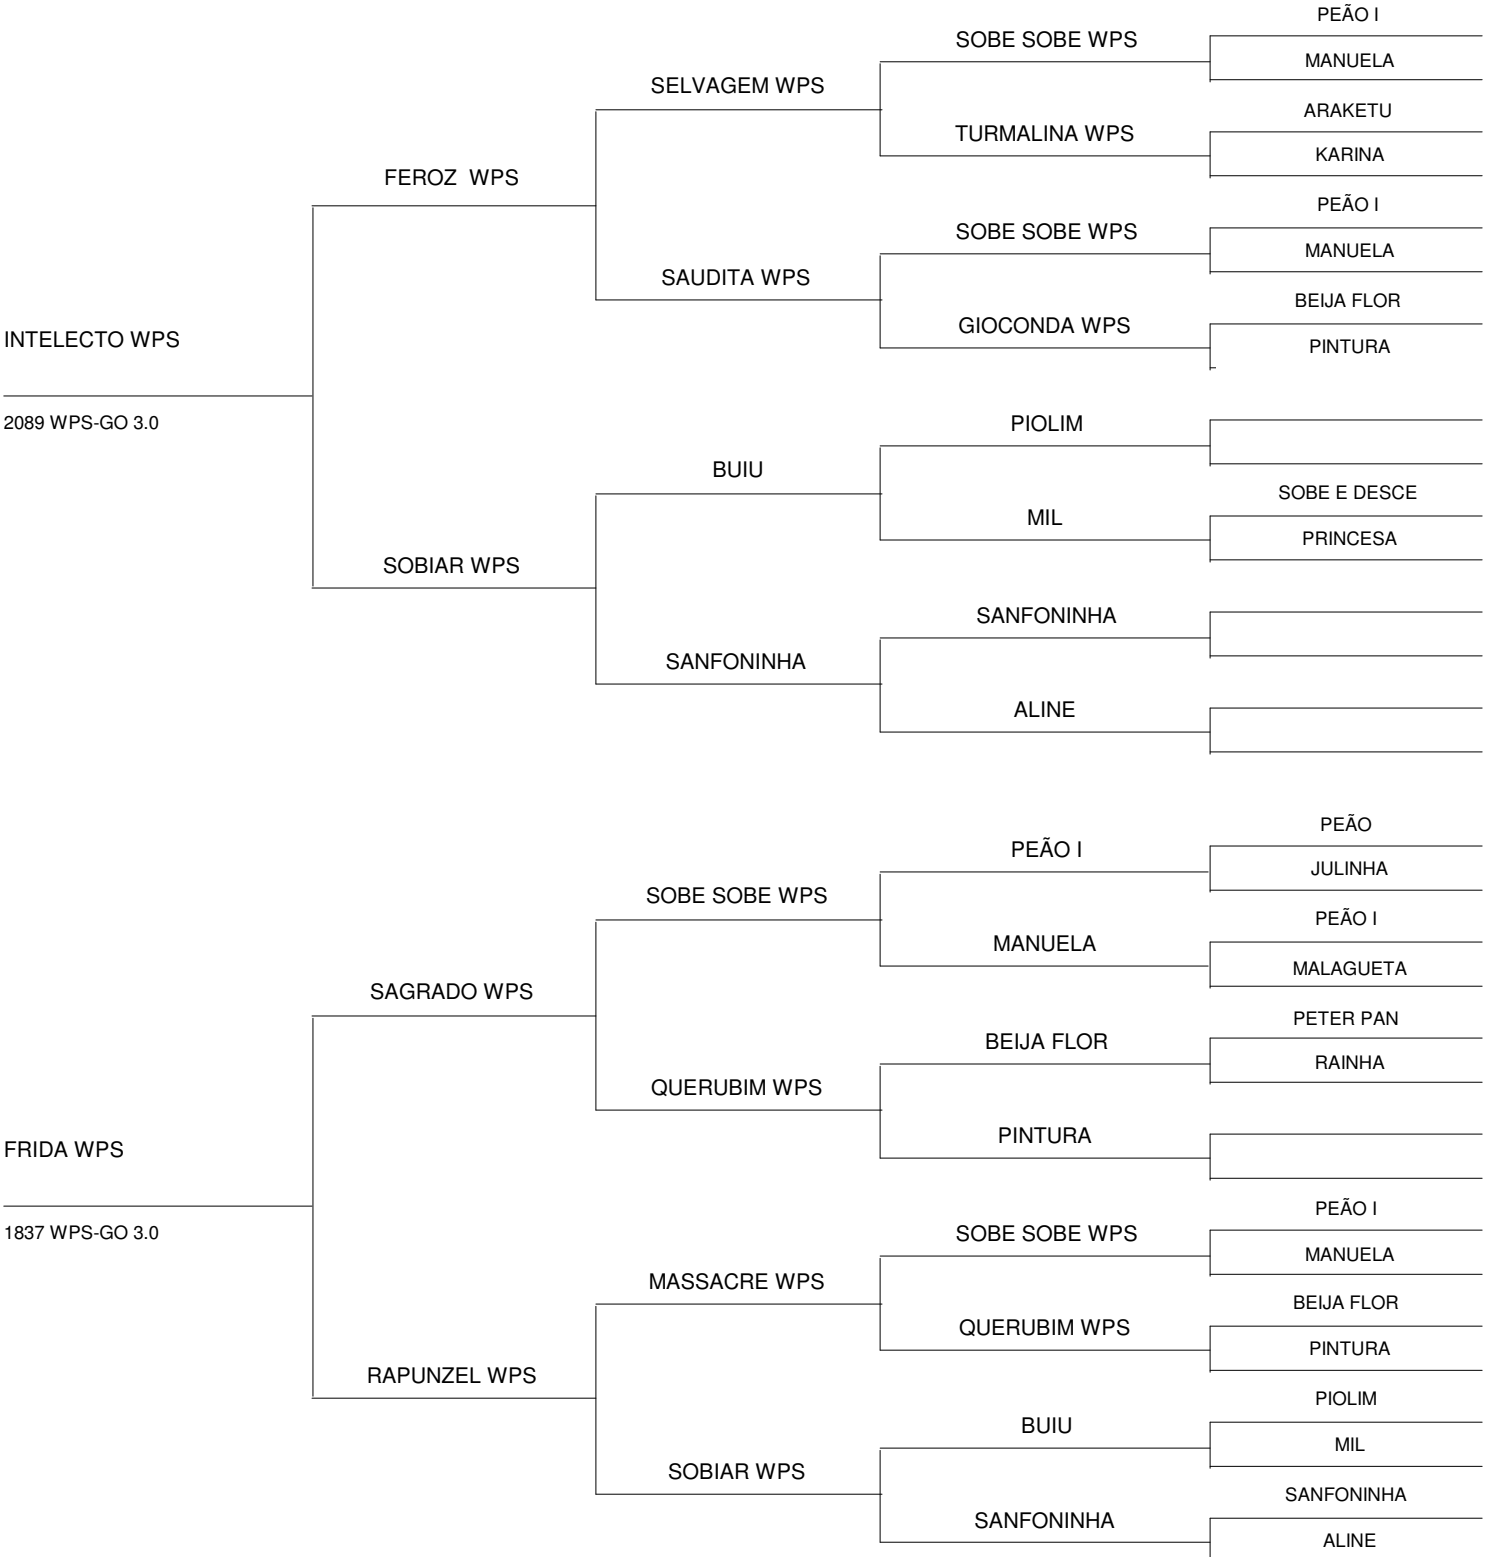 PEÃO I
SOBE SOBE WPS
MANUELA
SELVAGEM WPS
ARAKETU
TURMALINA WPS
KARINA
FEROZ  WPS
PEÃO I
SOBE SOBE WPS
MANUELA
SAUDITA WPS
BEIJA FLOR
GIOCONDA WPS
PINTURA
INTELECTO WPS
2089 WPS-GO 3.0
PIOLIM
BUIU
SOBE E DESCE
MIL
PRINCESA
SOBIAR WPS
SANFONINHA
SANFONINHA
ALINE
PEÃO
PEÃO I
JULINHA
SOBE SOBE WPS
PEÃO I
MANUELA
MALAGUETA
SAGRADO WPS
PETER PAN
BEIJA FLOR
RAINHA
QUERUBIM WPS
PINTURA
FRIDA WPS
1837 WPS-GO 3.0
PEÃO I
SOBE SOBE WPS
MANUELA
MASSACRE WPS
BEIJA FLOR
QUERUBIM WPS
PINTURA
RAPUNZEL WPS
PIOLIM
BUIU
MIL
SOBIAR WPS
SANFONINHA
SANFONINHA
ALINE